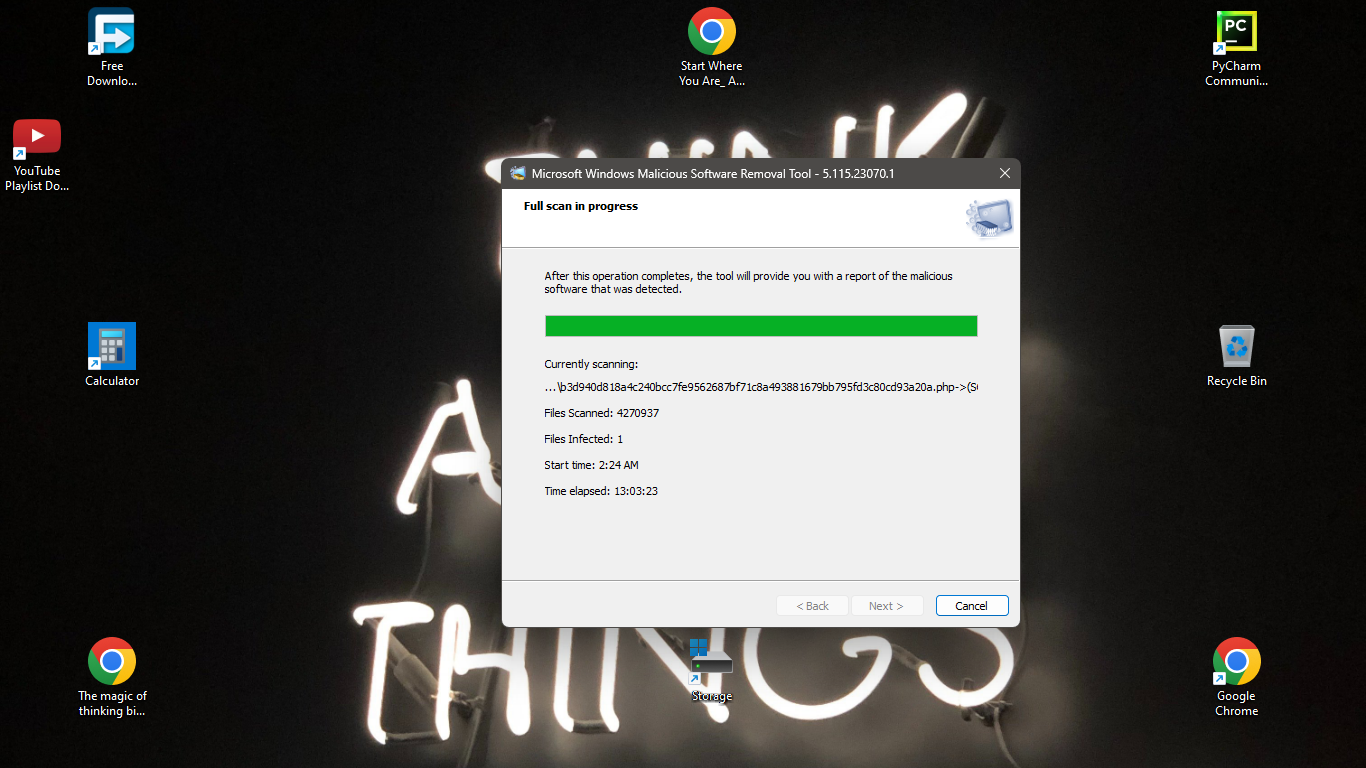 Free
Downlo...
Start Where
You Are_ A...
PC
PyCharm
Communi...
YouTube
Playlist Do...
Microsoft Windows Malicious Software Removal Tool - 5.115.23070.1
Full scan in progress
After this operation completes, the tool will provide you with a report of the malicious
software that was detected.
Currently scanning:
...\b3d940d818a4c240bcc7fe9562687bf71c8a493881679bb795fd3c80cd93a20a.php->(S
Files Scanned: 4270937
Files Infected: 1
Start time: 2:24 AM
Time elapsed: 13:03:23
< Back
Next >
Cancel
Calculator
Recycle Bin
The magic of
thinking bi...
Storage
Google
Chrome
THINGS